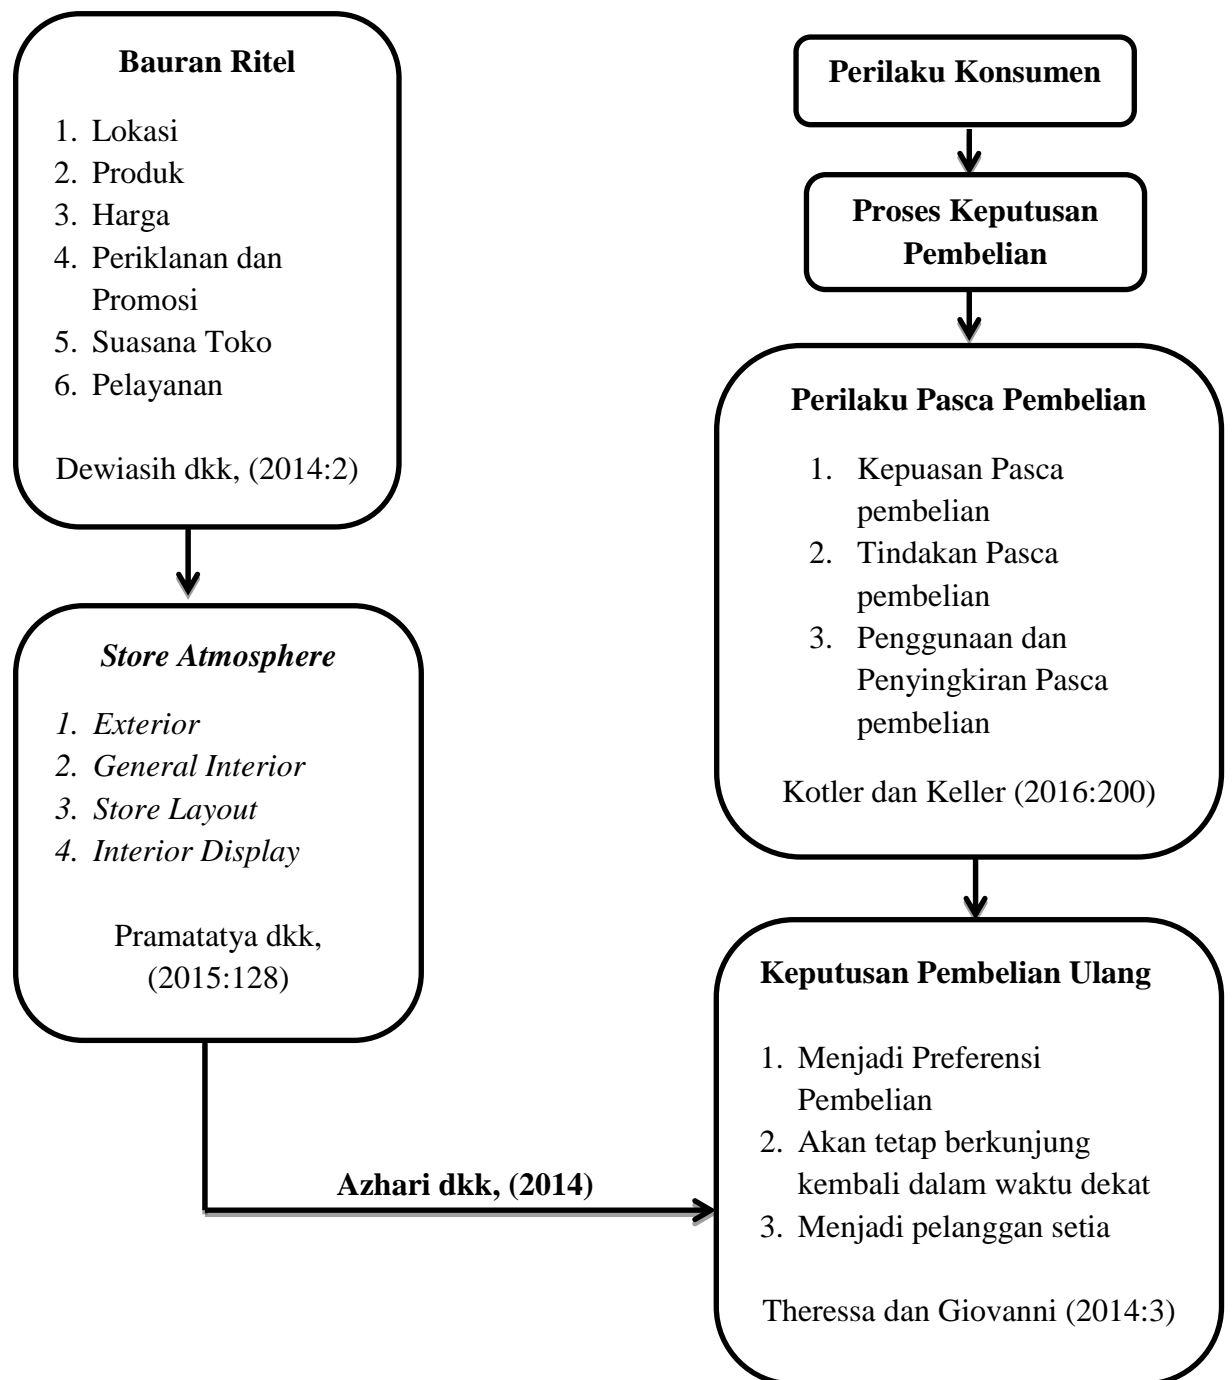 Bauran Ritel
1. Lokasi
2. Produk
3. Harga
4. Periklanan dan
Promosi
5. Suasana Toko
6. Pelayanan
Dewiasih dkk, (2014:2)
Store Atmosphere
1. Exterior
2. General Interior
3. Store Layout
4. Interior Display
Pramatatya dkk,
(2015:128)
Azhari dkk, (2014)
Perilaku Konsumen
Proses Keputusan
Pembelian
Perilaku Pasca Pembelian
1. Kepuasan Pasca
pembelian
2. Tindakan Pasca
pembelian
3. Penggunaan dan
Penyingkiran Pasca
pembelian
Kotler dan Keller (2016:200)
Keputusan Pembelian Ulang
1. Menjadi Preferensi
Pembelian
2. Akan tetap berkunjung
kembali dalam waktu dekat
3. Menjadi pelanggan setia
Theressa dan Giovanni (2014:3)